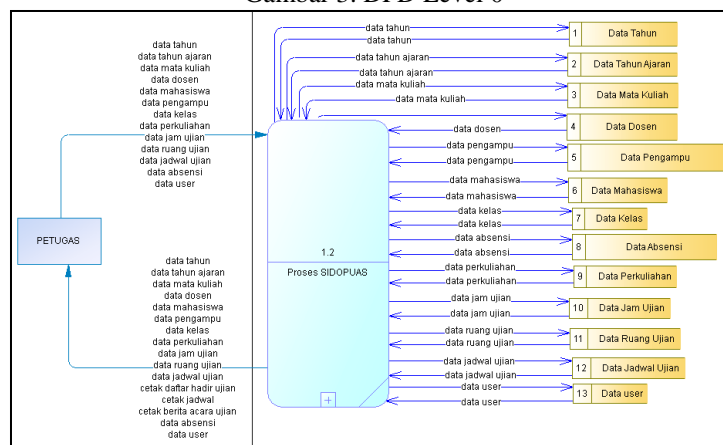 data tahun
data tahun ajaran
data mata kuliah
data dosen
data mahasiswa
data pengampu
data kelas
data perkuliahan
data jam ujian
data ruang ujian
data jadwal ujian
data absensi
data user
PETUGAS
data tahun
data tahun ajaran
data mata kuliah
data dosen
data mahasiswa
data pengampu
data kelas
data perkuliahan
data jam ujian
data ruang ujian
data jadwal ujian
cetak daftar hadir ujian
cetak jadwal
cetak berita acara ujian
data absensi
data user
1.2
Proses SIDOPUAS
data tahun
data tahun
1 Data Tahun
data tahun ajaran
data tahun ajaran
2 Data Tahun Ajaran
data mata kuliah
data mata kuliah
3 Data Mata Kuliah
data dosen
4 Data Dosen
data pengampu
data pengampu
5 Data Pengampu
data mahasiswa
data mahasiswa
6 Data Mahasiswa
data kelas
data kelas
7 Data Kelas
data absensi
data absensi
8 Data Absensi
data perkuliahan
data perkuliahan
9 Data Perkuliahan
data jam ujian
data jam ujian
10 Data Jam Ujian
data ruang ujian
data ruang ujian
11 Data Ruang Ujian
data jadwal ujian
data jadwal ujian
12 Data Jadwal Ujian
data user
data user
13 Data user